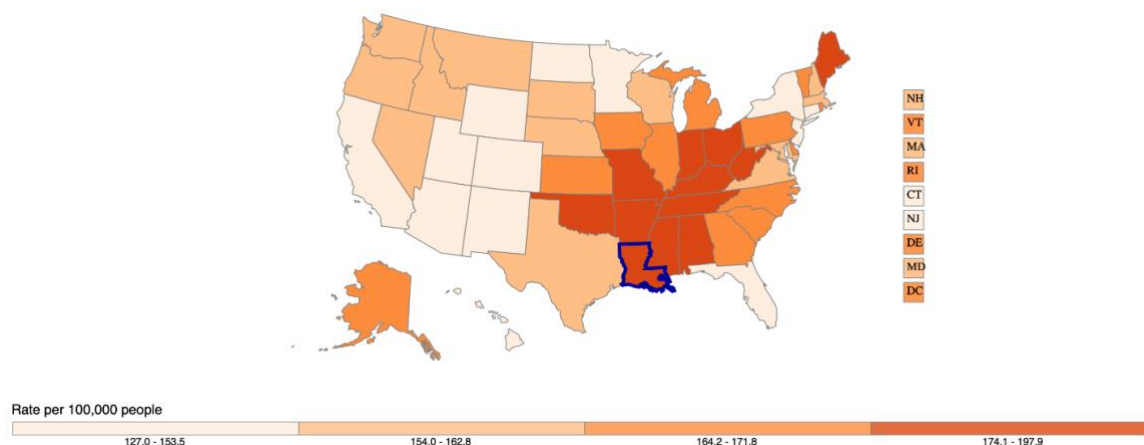 NH
VT
MA
RI
CT
NJ
DE
MD
DC
Rate per 100,000 people
127.0 - 153.5
154.0 - 162.8
164.2 - 171.8
174.1 - 197.9